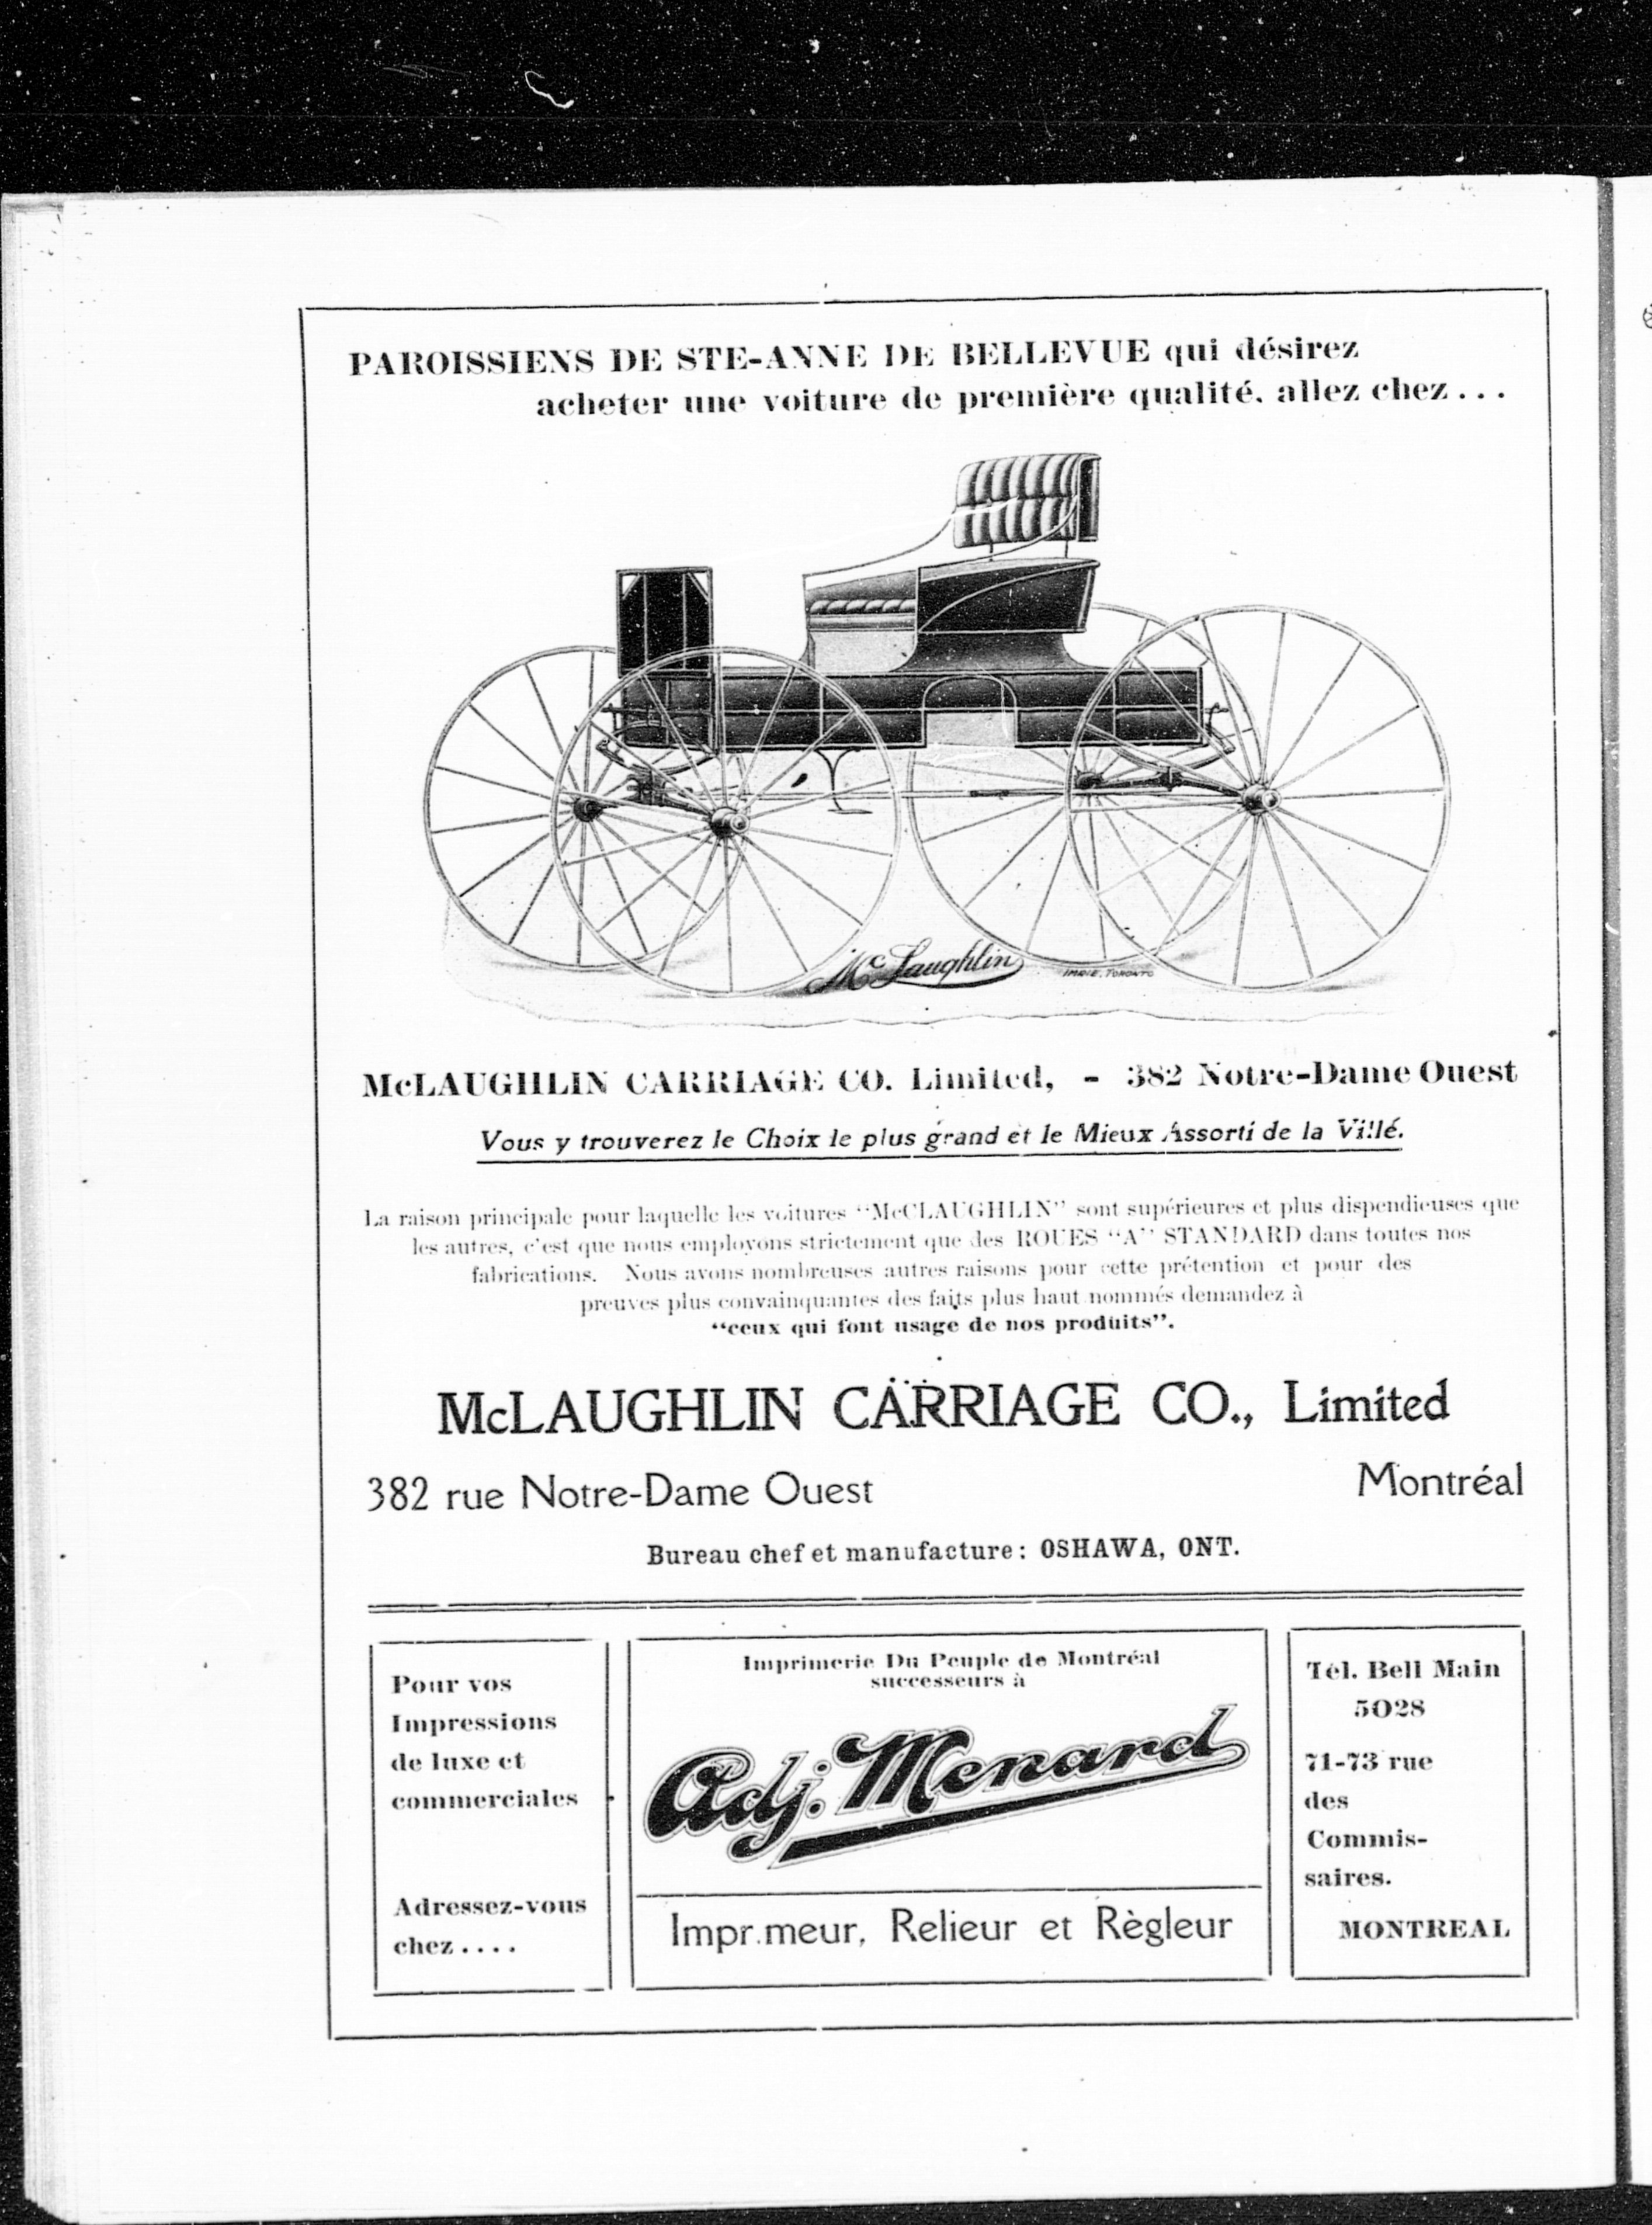 PAROISSIENS DE STE-ANNE DE BELLEVUE qui désirez
acheter une voiture de première qualité, allez chez...
McLaughlin
IMRIE, TORONTO
McLAUGHLIN CARRIAGE CO. Limited, - 382 Notre-Dame Ouest
Vous y trouverez le Choix le plus grand et le Mieux Assorti de la Villé.
La raison principale pour laquelle les voitures "McCLAUGHLIN" sont supérieures et plus dispendieuses que
les autres, c'est que nous employons strictement que des ROUES "A" STANDARD dans toutes nos
fabrications. Nous avons nombreuses autres raisons pour cette prétention et pour des
preuves plus convainquantes des faits plus haut nommés demandez à
"ceux qui font usage de nos produits".
McLAUGHLIN CARRIAGE CO., Limited
382 rue Notre-Dame Ouest Montréal
Bureau chef et manufacture: OSHAWA, ONT.
Pour vos
Impressions
de luxe et
commerciales
Adressez-vous
chez....
Imprimerie Du Peuple de Montréal
successeurs à
Adj. Menard
Imprimeur, Relieur et Règleur
Tél. Bell Main
5028
71-73 rue
des
Commis-
saires.
MONTREAL